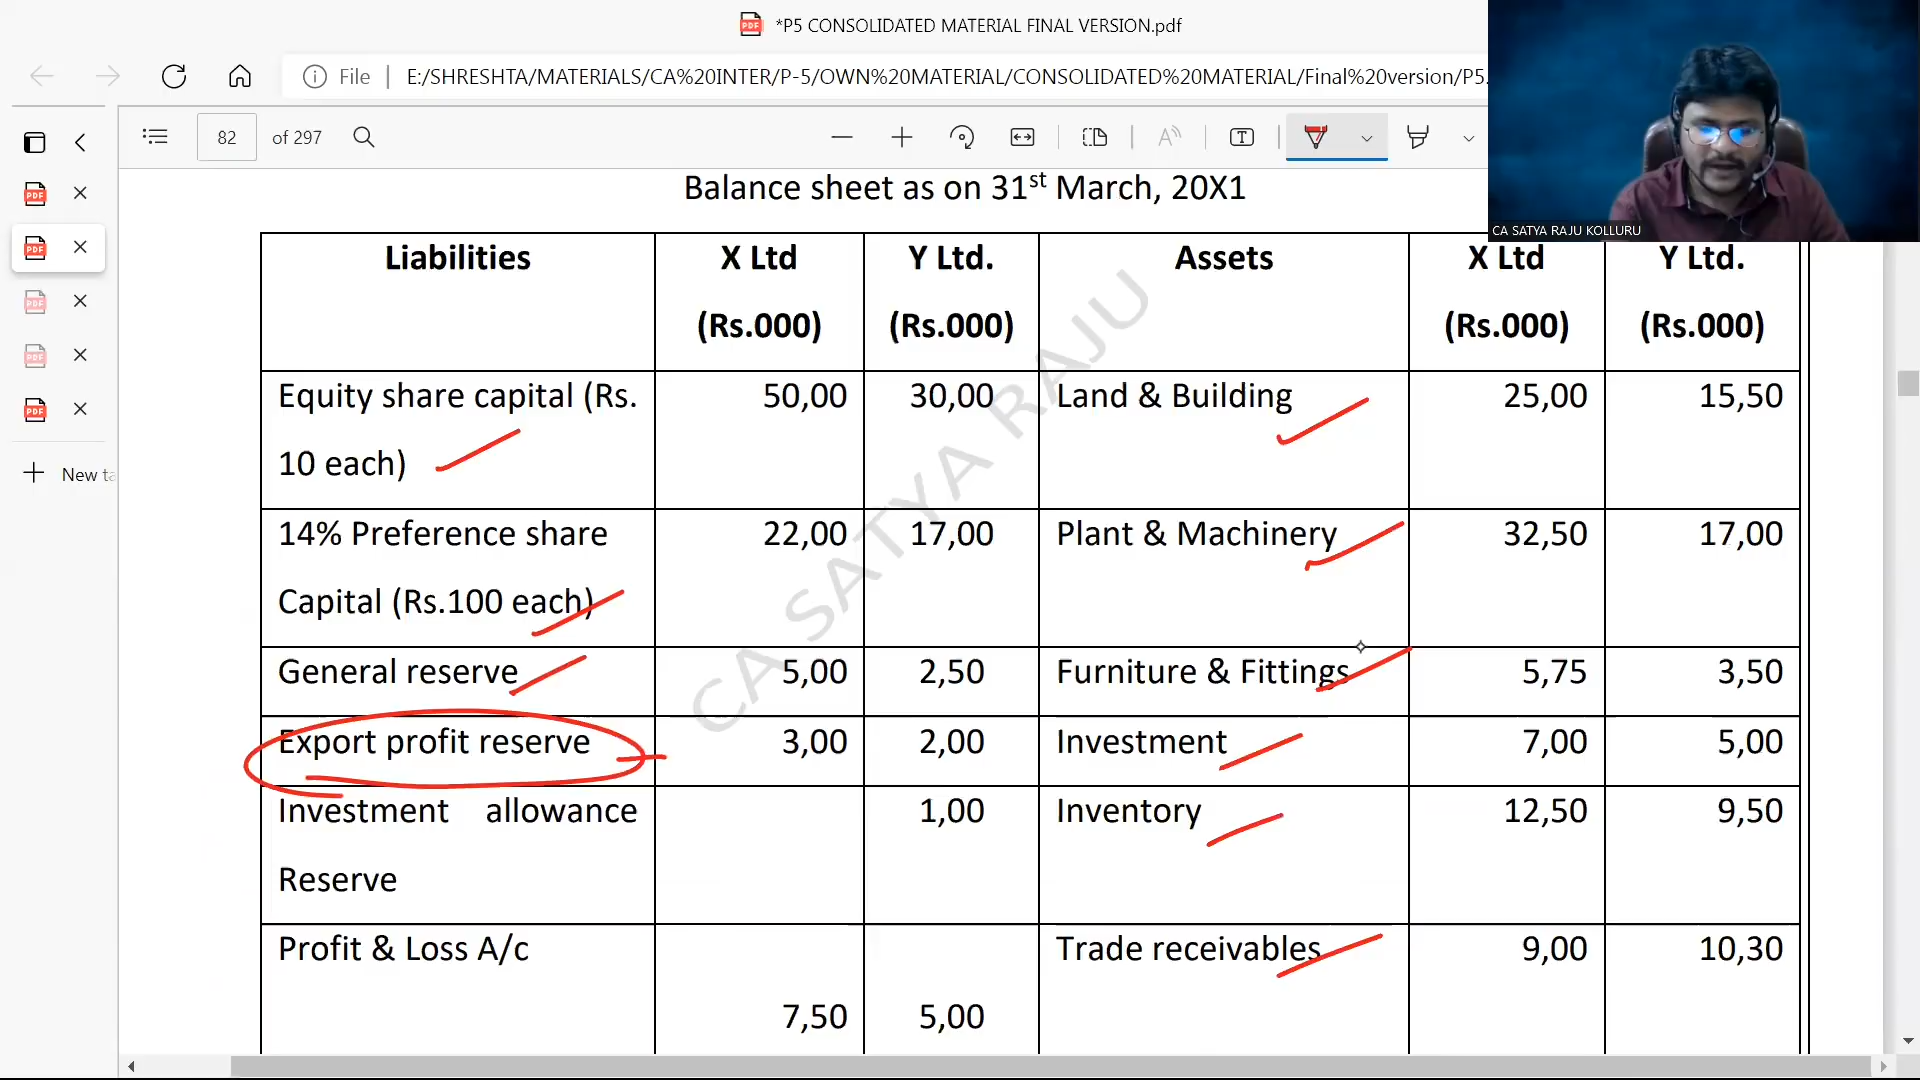 *P5 CONSOLIDATED MATERIAL FINAL VERSION.pdf
File | E:/SHRESHTA/MATERIALS/CA%20INTER/P-5/OWN%20MATERIAL/CONSOLIDATED%20MATERIAL/Final%20version/P5.
82 of 297
CA SATYA RAJU KOLLURU
New ta
Balance sheet as on 31st March, 20X1
Liabilities X Ltd Y Ltd. Assets X Ltd Y Ltd.
(Rs.000) (Rs.000) (Rs.000) (Rs.000)
Equity share capital (Rs. 50,00 30,00 Land & Building 25,00 15,50
10 each)
14% Preference share 22,00 17,00 Plant & Machinery 32,50 17,00
Capital (Rs.100 each)
General reserve 5,00 2,50 Furniture & Fittings 5,75 3,50
Export profit reserve 3,00 2,00 Investment 7,00 5,00
Investment allowance 1,00 Inventory 12,50 9,50
Reserve
Profit & Loss A/c Trade receivables 9,00 10,30
7,50 5,00
CA SATYA RAJU